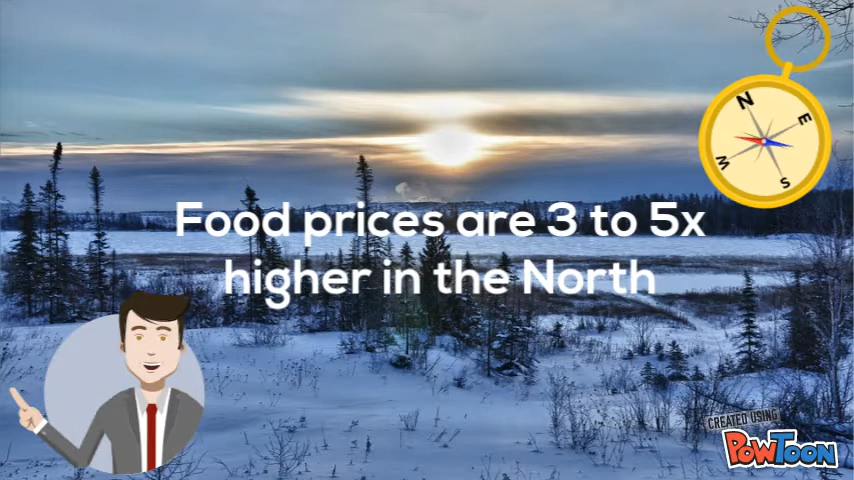 N
E
W
S
Food prices are 3 to 5x
higher in the North
CREATED USING
POWTOON